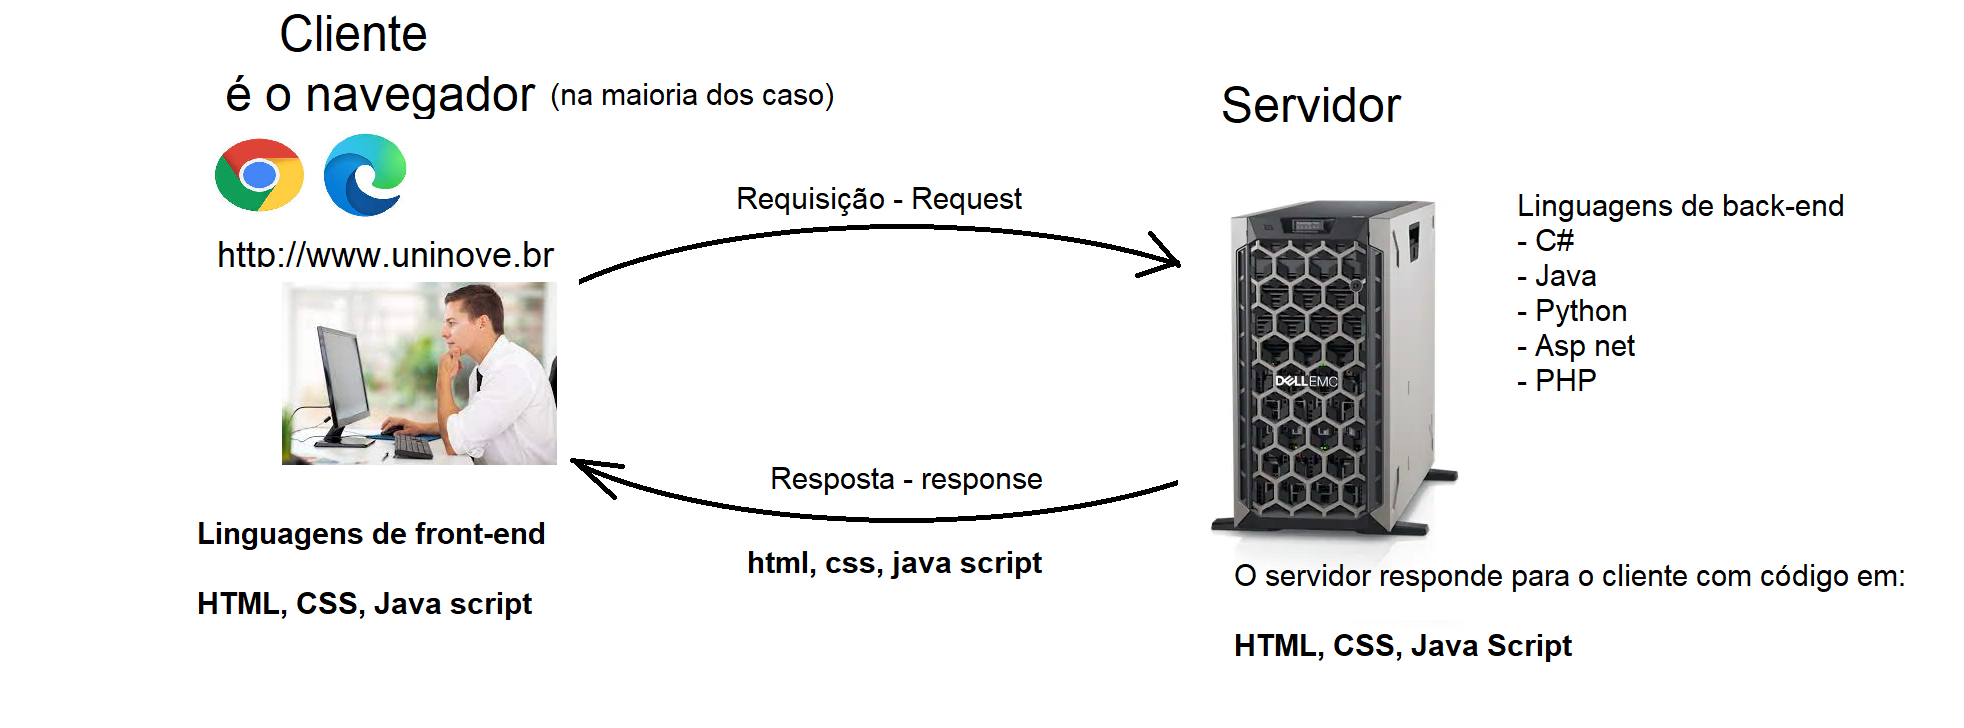 Cliente
é o navegador (na maioria dos caso)
http://www.uninove.br
Linguagens de front-end
HTML, CSS, Java script
Requisição - Request
Resposta - response
html, css, java script
Servidor
DELLEMC
Linguagens de back-end
- C#
- Java
- Python
- Asp net
- PHP
O servidor responde para o cliente com código em:
HTML, CSS, Java Script